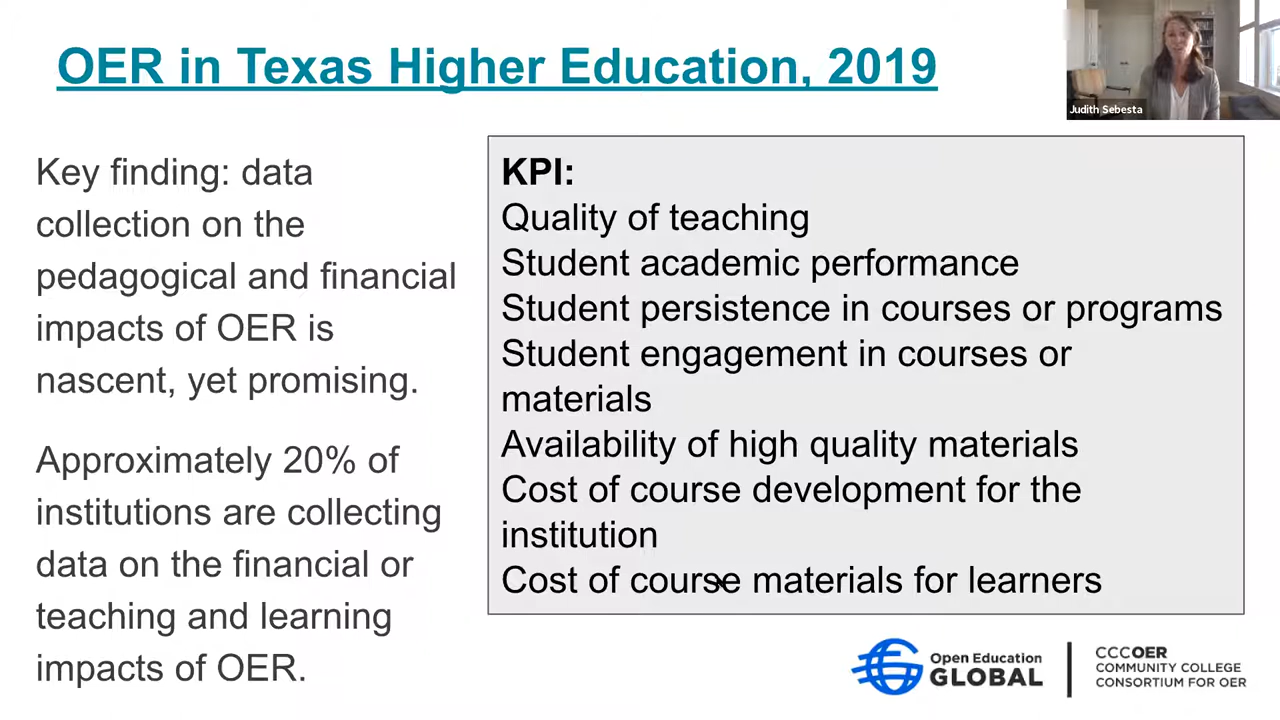 OER in Texas Higher Education, 2019
Judith Sebesta
Key finding: data
collection on the
pedagogical and financial
impacts of OER is
nascent, yet promising.
Approximately 20% of
institutions are collecting
data on the financial or
teaching and learning
impacts of OER.
KPI:
Quality of teaching
Student academic performance
Student persistence in courses or programs
Student engagement in courses or
materials
Availability of high quality materials
Cost of course development for the
institution
Cost of course materials for learners
Open Education
GLOBAL
CCCOER
COMMUNITY COLLEGE
CONSORTIUM FOR OER